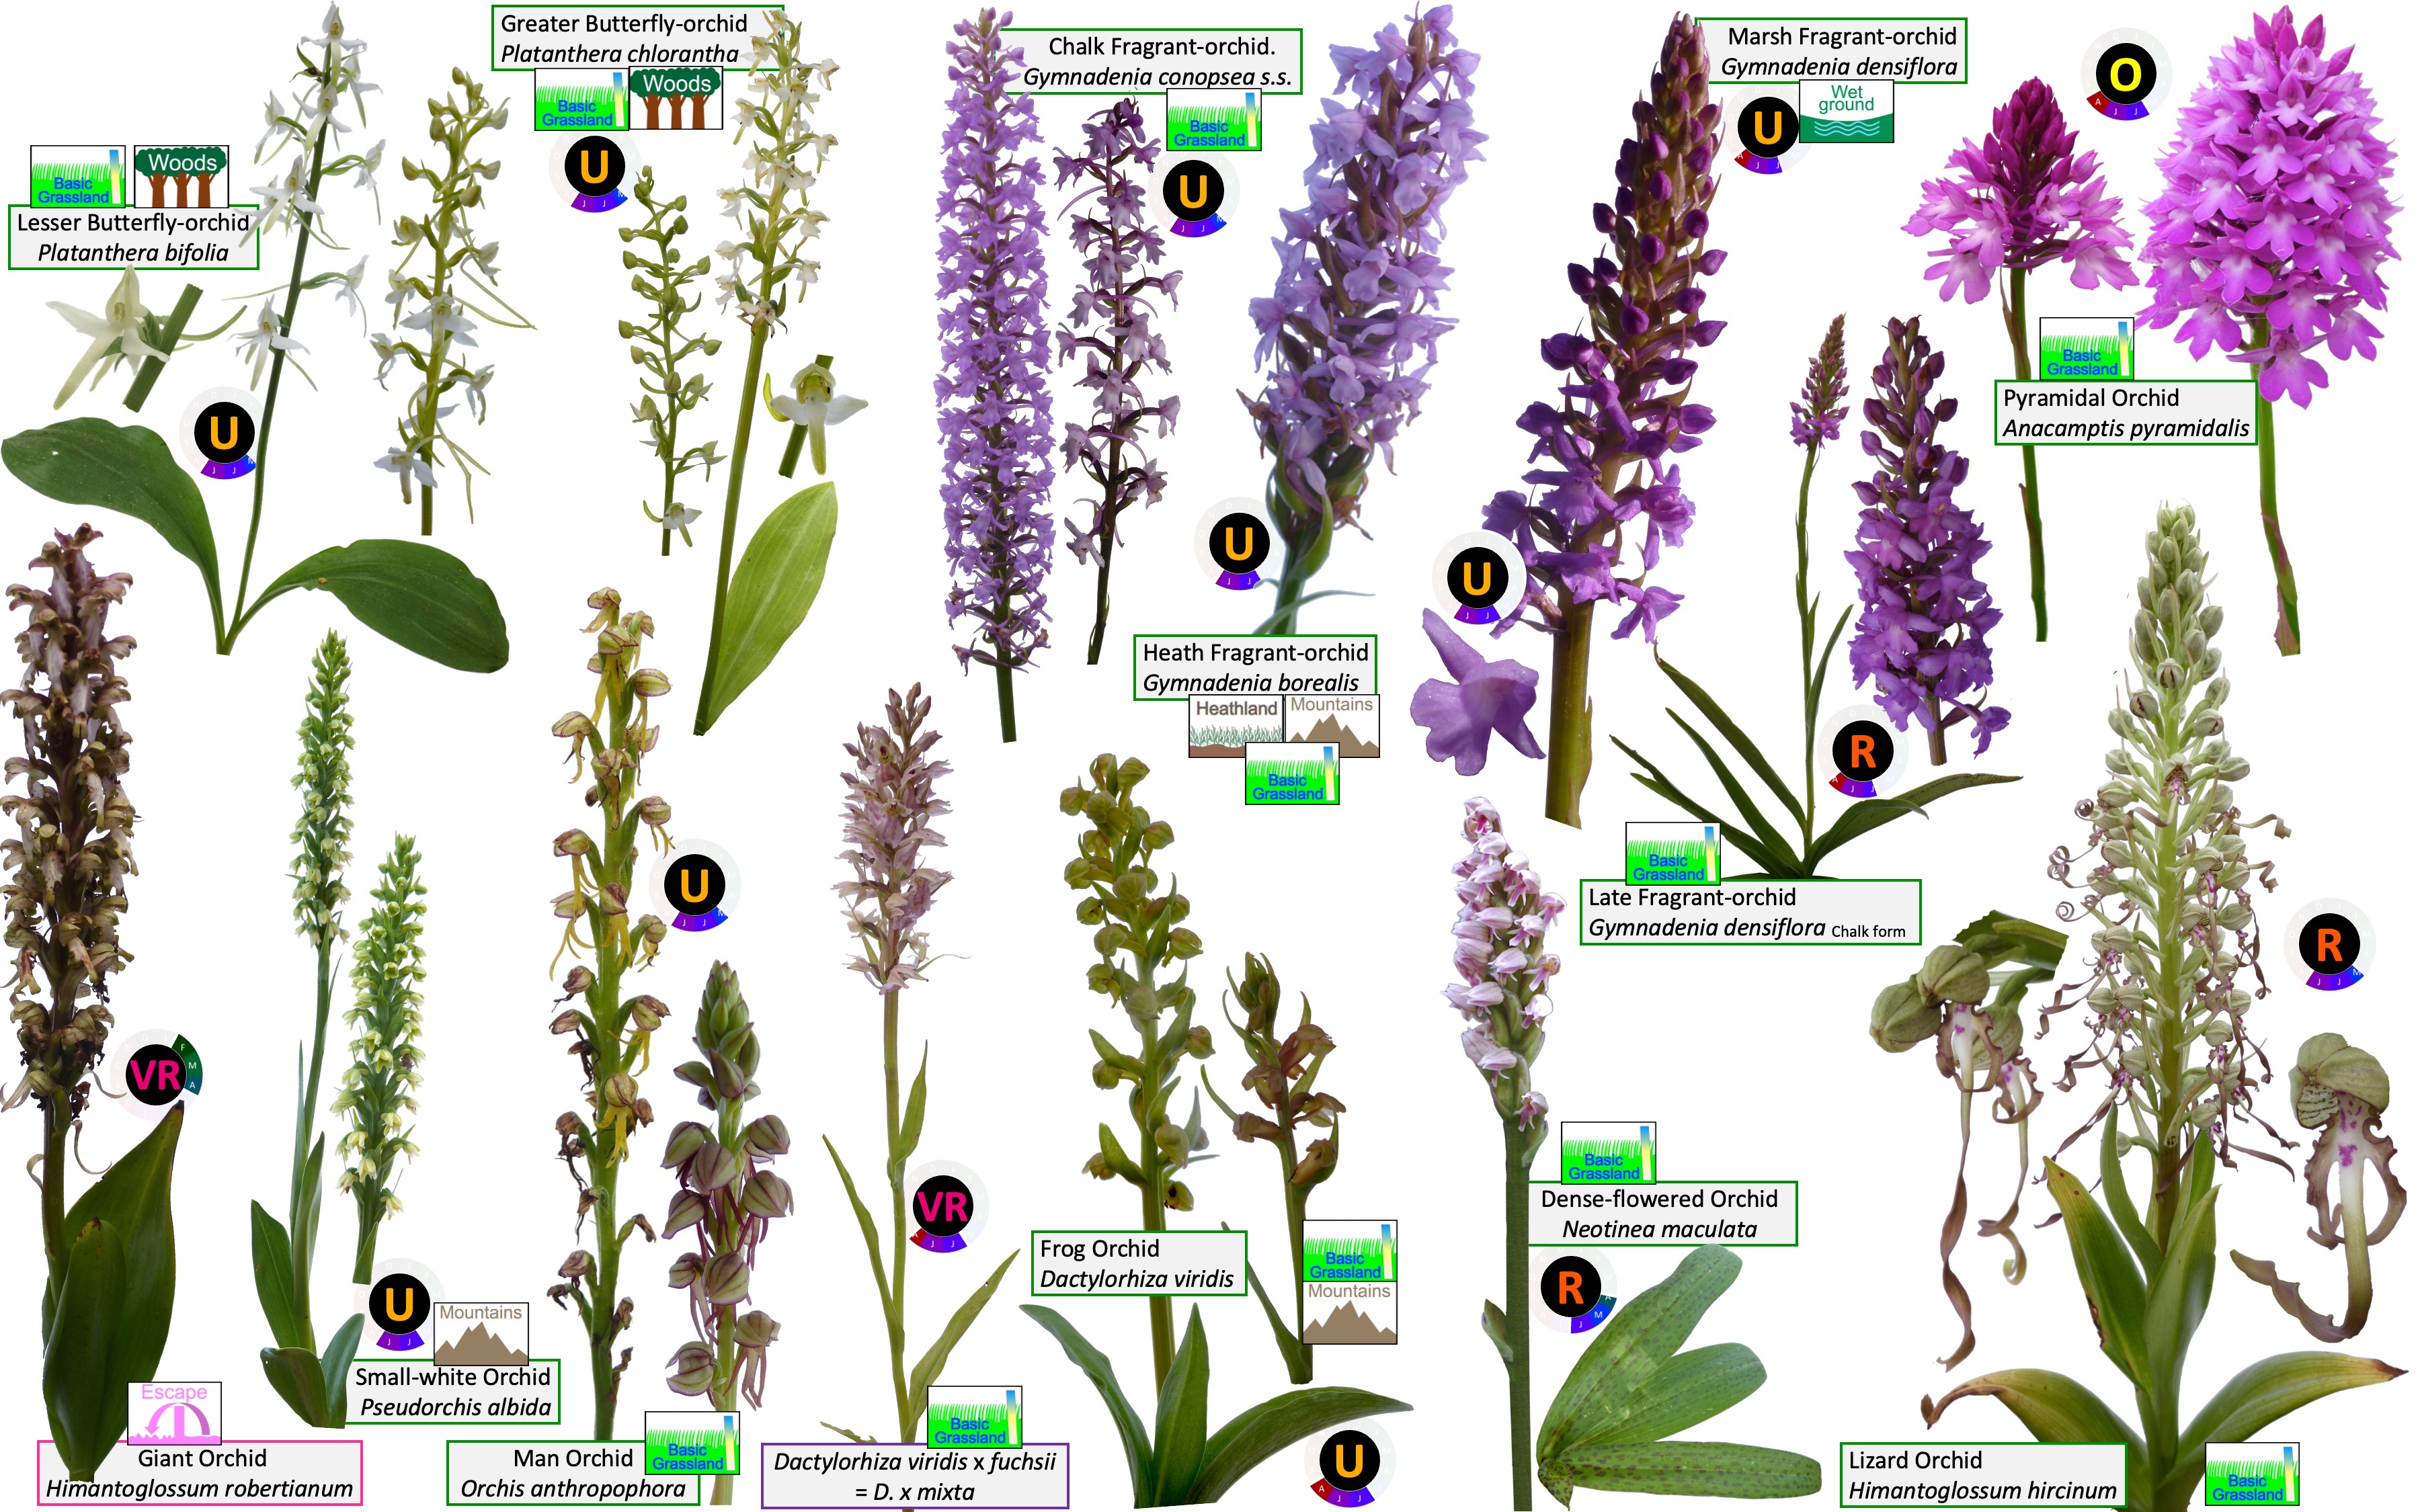 Greater Butterfly-orchid
Platanthera chlorantha
Basic
Grassland
Woods
U
J J M
Chalk Fragrant-orchid.
Gymnadenia conopsea s.s.
Basic
Grassland
U
J J
Marsh Fragrant-orchid
Gymnadenia densiflora
U
Wet
ground
A J J
O
A J J
Basic
Grassland
Woods
Lesser Butterfly-orchid
Platanthera bifolia
U
J J M
Basic
Grassland
Pyramidal Orchid
Anacamptis pyramidalis
U
J J
Heath Fragrant-orchid
Gymnadenia borealis
Heathland
Mountains
Basic
Grassland
U
J J
R
A J J
Basic
Grassland
Late Fragrant-orchid
Gymnadenia densiflora Chalk form
VR
F
M
A
Escape
Giant Orchid
Himantoglossum robertianum
U
J J
Mountains
Small-white Orchid
Pseudorchis albida
U
J J M
Man Orchid
Orchis anthropophora
Basic
Grassland
VR
J J
Basic
Grassland
Dactylorhiza viridis x fuchsii
= D. x mixta
Frog Orchid
Dactylorhiza viridis
Basic
Grassland
Mountains
U
A J J
Basic
Grassland
Dense-flowered Orchid
Neotinea maculata
R
A
M
J
R
J J M
Lizard Orchid
Himantoglossum hircinum
Basic
Grassland